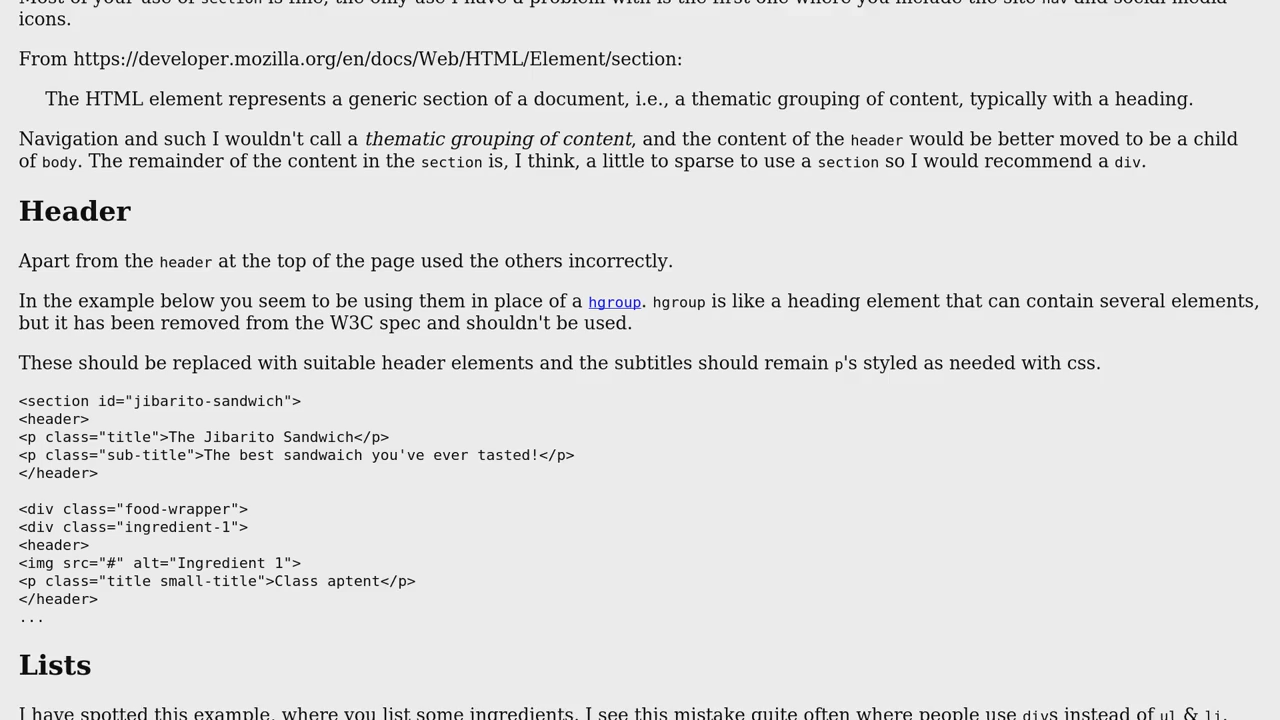 Most of your use of section is fine, the only use I have a problem with is the first one where you include the site nav and social media
icons.
From https://developer.mozilla.org/en/docs/Web/HTML/Element/section:
The HTML element represents a generic section of a document, i.e., a thematic grouping of content, typically with a heading.
Navigation and such I wouldn't call a thematic grouping of content, and the content of the header would be better moved to be a child
of body. The remainder of the content in the section is, I think, a little to sparse to use a section so I would recommend a div.
Header
Apart from the header at the top of the page used the others incorrectly.
In the example below you seem to be using them in place of a hgroup. hgroup is like a heading element that can contain several elements,
but it has been removed from the W3C spec and shouldn't be used.
These should be replaced with suitable header elements and the subtitles should remain p's styled as needed with css.
<section id="jibarito-sandwich">
<header>
<p class="title">The Jibarito Sandwich</p>
<p class="sub-title">The best sandwaich you've ever tasted!</p>
</header>
<div class="food-wrapper">
<div class="ingredient-1">
<header>
<img src="#" alt="Ingredient 1">
<p class="title small-title">Class aptent</p>
</header>
...
Lists
I have spotted this example, where you list some ingredients. I see this mistake quite often where people use divs instead of ul & li.